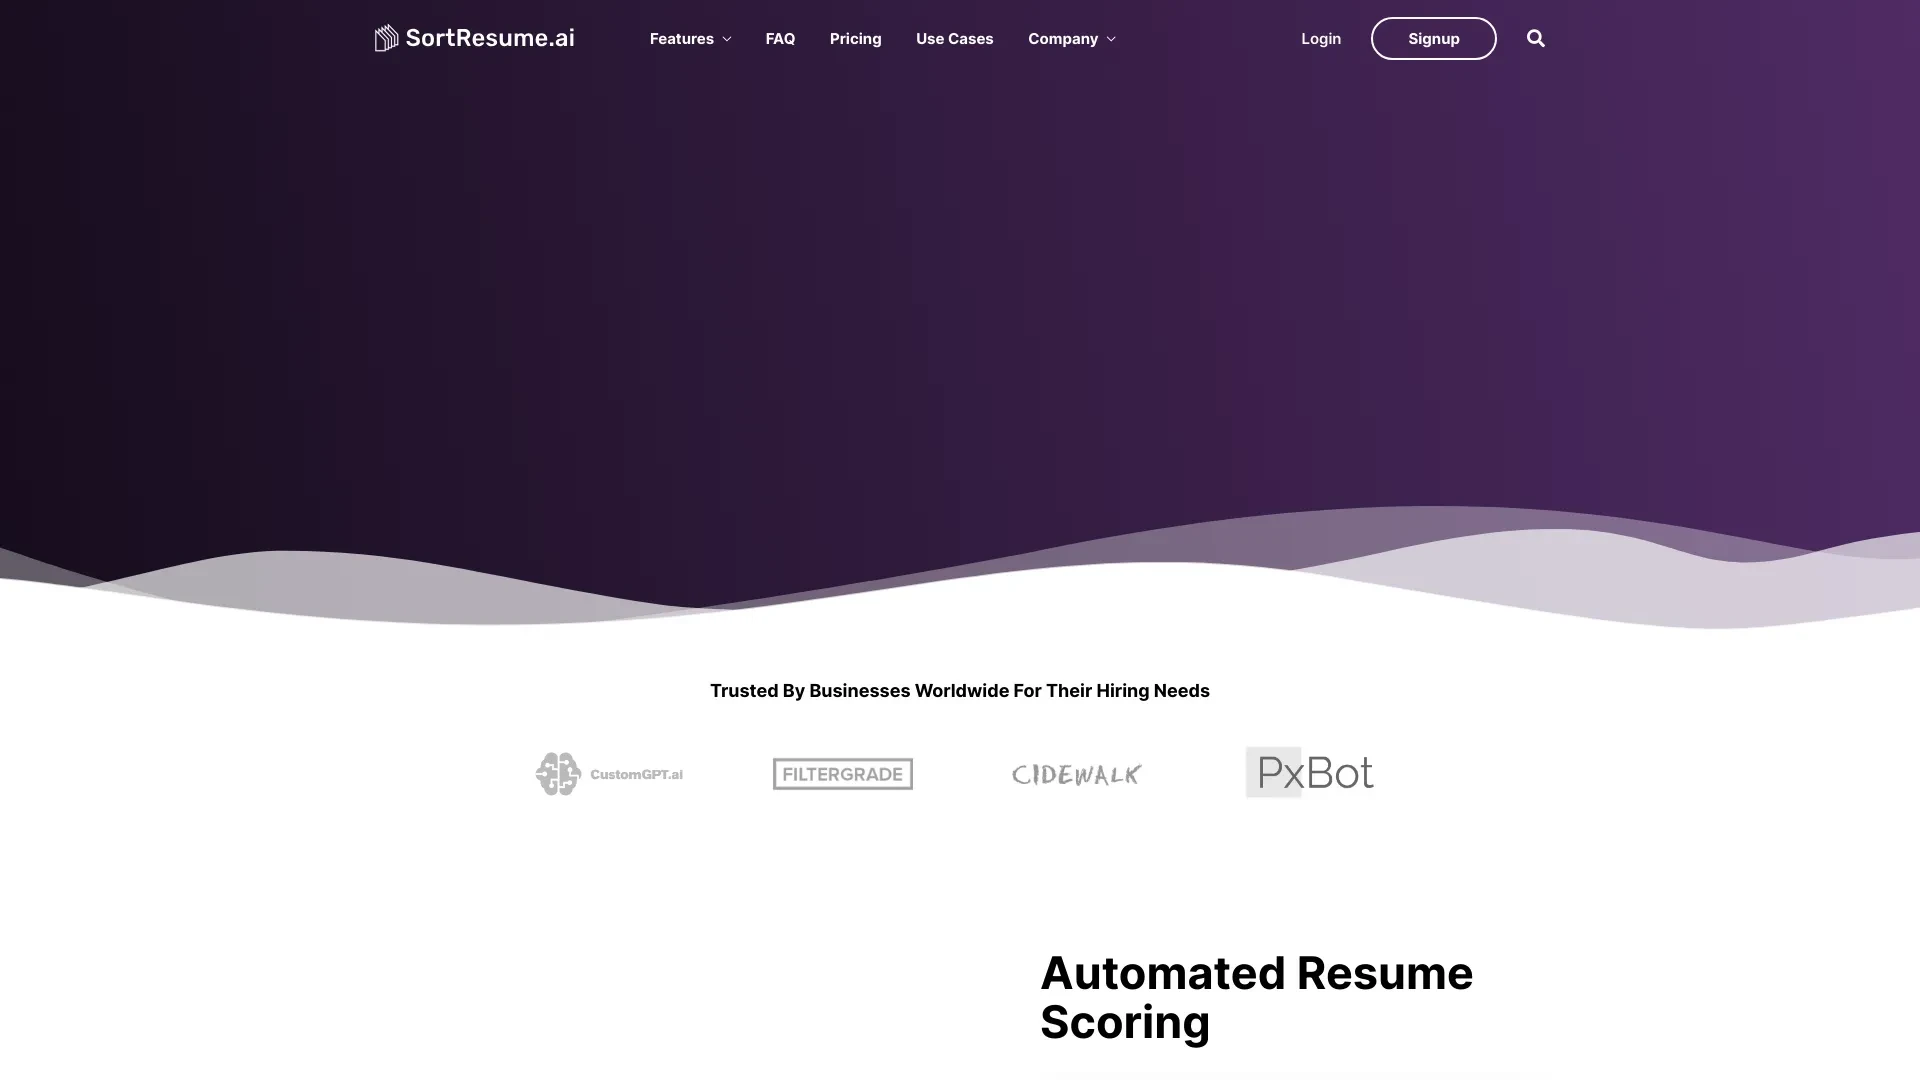 SortResume.ai
Features
FAQ
Pricing
Use Cases
Company
Login
Signup
Trusted By Businesses Worldwide For Their Hiring Needs
CustomGPT.ai
FILTERGRADE
CIDEWALK
PxBot
Automated Resume
Scoring